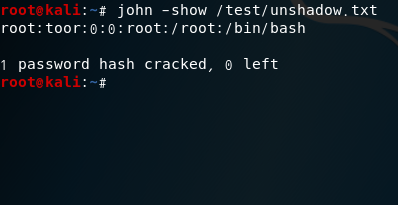 root@kali:~# john -show /test/unshadow.txt
root:toor:0:0:root:/root:/bin/bash
1 password hash cracked, 0 left
root@kali:~#